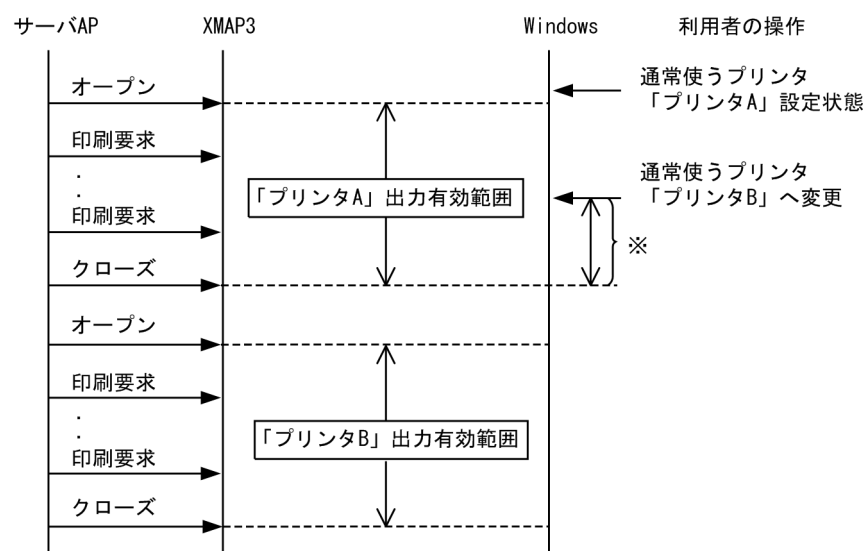 サーバAP
XMAP3
Windows
利用者の操作
オープン
通常使うプリンタ
「プリンタA」設定状態
印刷要求
.
.
「プリンタA」出力有効範囲
通常使うプリンタ
「プリンタB」へ変更
印刷要求
※
クローズ
オープン
印刷要求
.
.
「プリンタB」出力有効範囲
印刷要求
クローズ